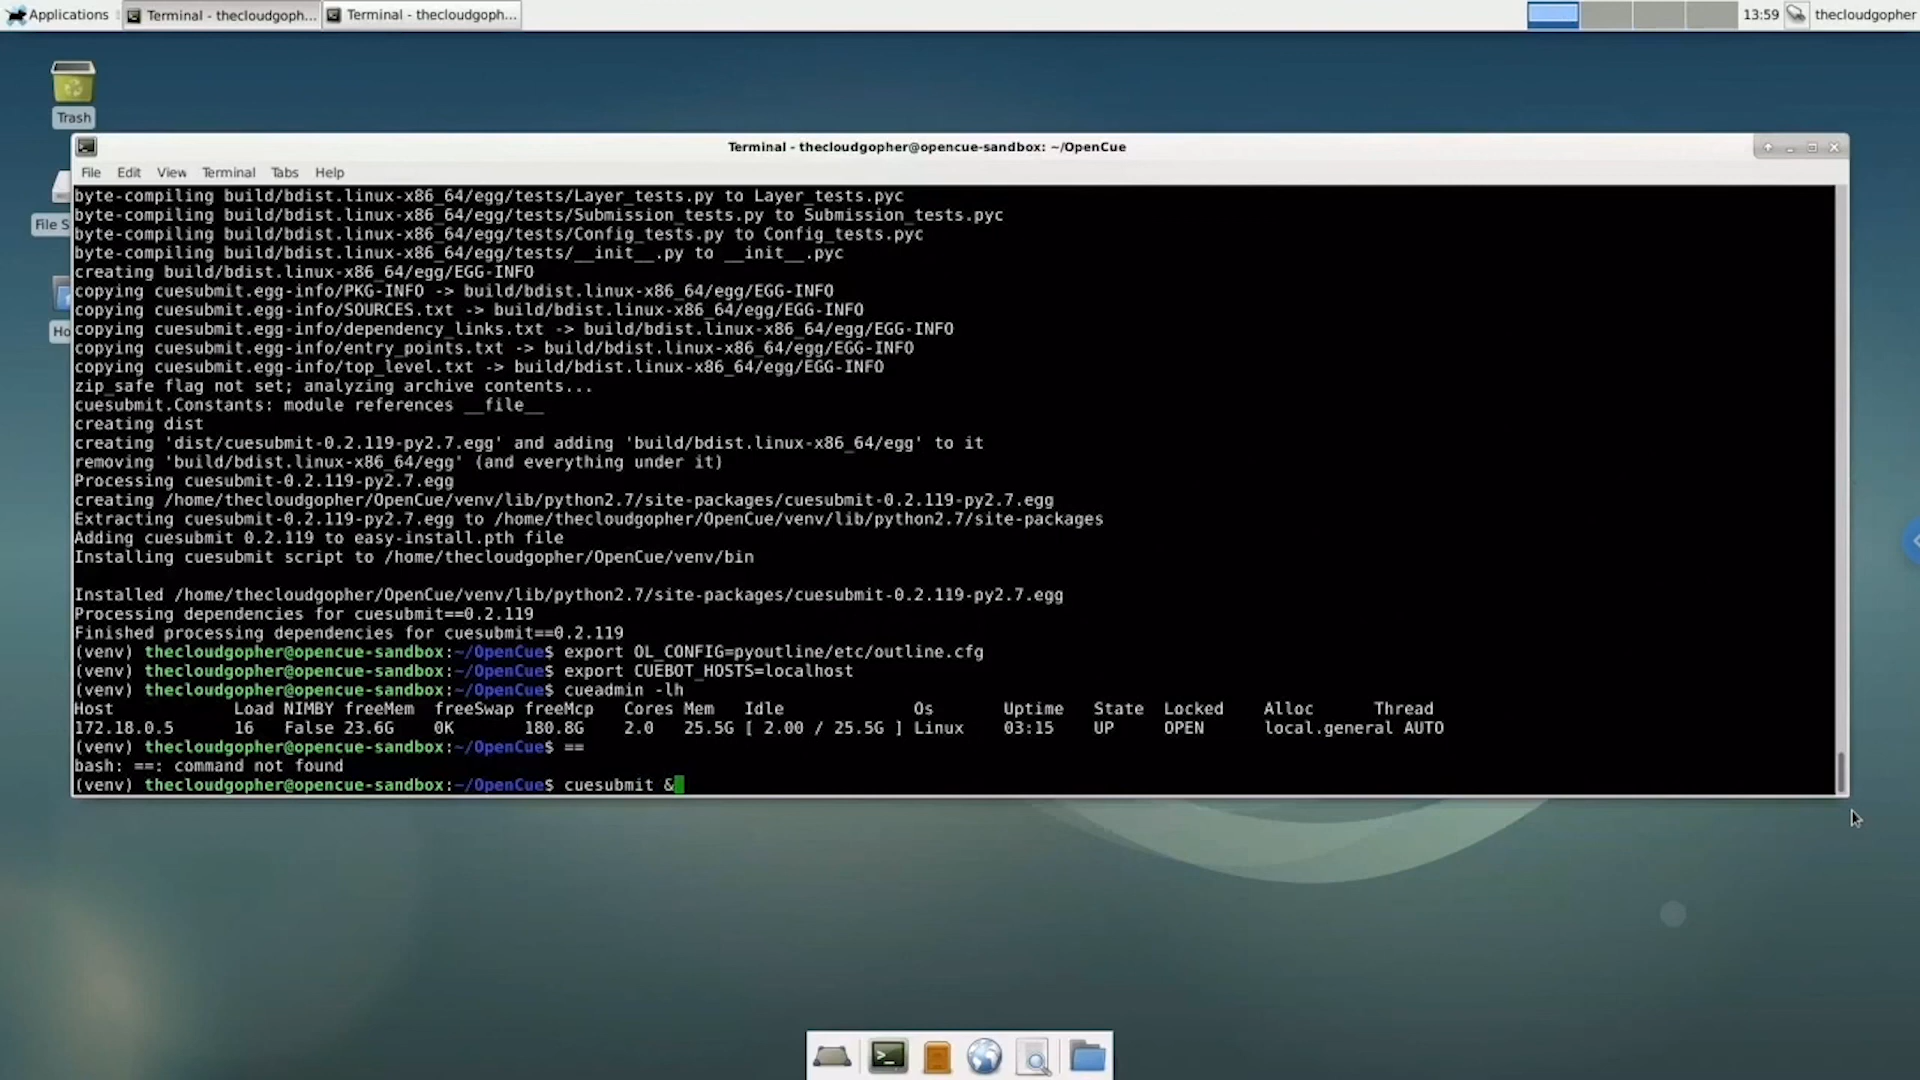 Applications
Terminal - thecloudgoph...
Terminal - thecloudgoph...
13:59
thecloudgopher
Trash
Terminal - thecloudgopher@opencue-sandbox: ~/OpenCue
File Edit View Terminal Tabs Help
File S
Ho
byte-compiling build/bdist.linux-x86_64/egg/tests/Layer_tests.py to Layer_tests.pyc
byte-compiling build/bdist.linux-x86_64/egg/tests/Submission_tests.py to Submission_tests.pyc
byte-compiling build/bdist.linux-x86_64/egg/tests/Config_tests.py to Config_tests.pyc
byte-compiling build/bdist.linux-x86_64/egg/tests/__init__.py to __init__.pyc
creating build/bdist.linux-x86_64/egg/EGG-INFO
copying cuesubmit.egg-info/PKG-INFO -> build/bdist.linux-x86_64/egg/EGG-INFO
copying cuesubmit.egg-info/SOURCES.txt -> build/bdist.linux-x86_64/egg/EGG-INFO
copying cuesubmit.egg-info/dependency_links.txt -> build/bdist.linux-x86_64/egg/EGG-INFO
copying cuesubmit.egg-info/entry_points.txt -> build/bdist.linux-x86_64/egg/EGG-INFO
copying cuesubmit.egg-info/top_level.txt -> build/bdist.linux-x86_64/egg/EGG-INFO
zip_safe flag not set; analyzing archive contents...
cuesubmit.Constants: module references __file__
creating dist
creating 'dist/cuesubmit-0.2.119-py2.7.egg' and adding 'build/bdist.linux-x86_64/egg' to it
removing 'build/bdist.linux-x86_64/egg' (and everything under it)
Processing cuesubmit-0.2.119-py2.7.egg
creating /home/thecloudgopher/OpenCue/venv/lib/python2.7/site-packages/cuesubmit-0.2.119-py2.7.egg
Extracting cuesubmit-0.2.119-py2.7.egg to /home/thecloudgopher/OpenCue/venv/lib/python2.7/site-packages
Adding cuesubmit 0.2.119 to easy-install.pth file
Installing cuesubmit script to /home/thecloudgopher/OpenCue/venv/bin
Installed /home/thecloudgopher/OpenCue/venv/lib/python2.7/site-packages/cuesubmit-0.2.119-py2.7.egg
Processing dependencies for cuesubmit==0.2.119
Finished processing dependencies for cuesubmit==0.2.119
(venv) thecloudgopher@opencue-sandbox:~/OpenCue$ export OL_CONFIG=pyoutline/etc/outline.cfg
(venv) thecloudgopher@opencue-sandbox:~/OpenCue$ export CUEBOT_HOSTS=localhost
(venv) thecloudgopher@opencue-sandbox:~/OpenCue$ cueadmin -lh
Host Load NIMBY freeMem freeSwap freeMcp Cores Mem Idle Os Uptime State Locked Alloc Thread
172.18.0.5 16 False 23.6G 0K 180.8G 2.0 25.5G [ 2.00 / 25.5G ] Linux 03:15 UP OPEN local.general AUTO
(venv) thecloudgopher@opencue-sandbox:~/OpenCue$ ==
bash: ==: command not found
(venv) thecloudgopher@opencue-sandbox:~/OpenCue$ cuesubmit &